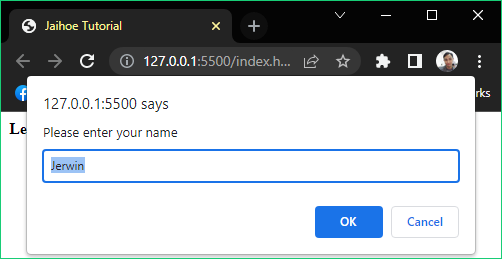 Jaihoe Tutorial
127.0.0.1:5500/index.h...
rks
127.0.0.1:5500 says
Please enter your name
Le
Jerwin
OK
Cancel